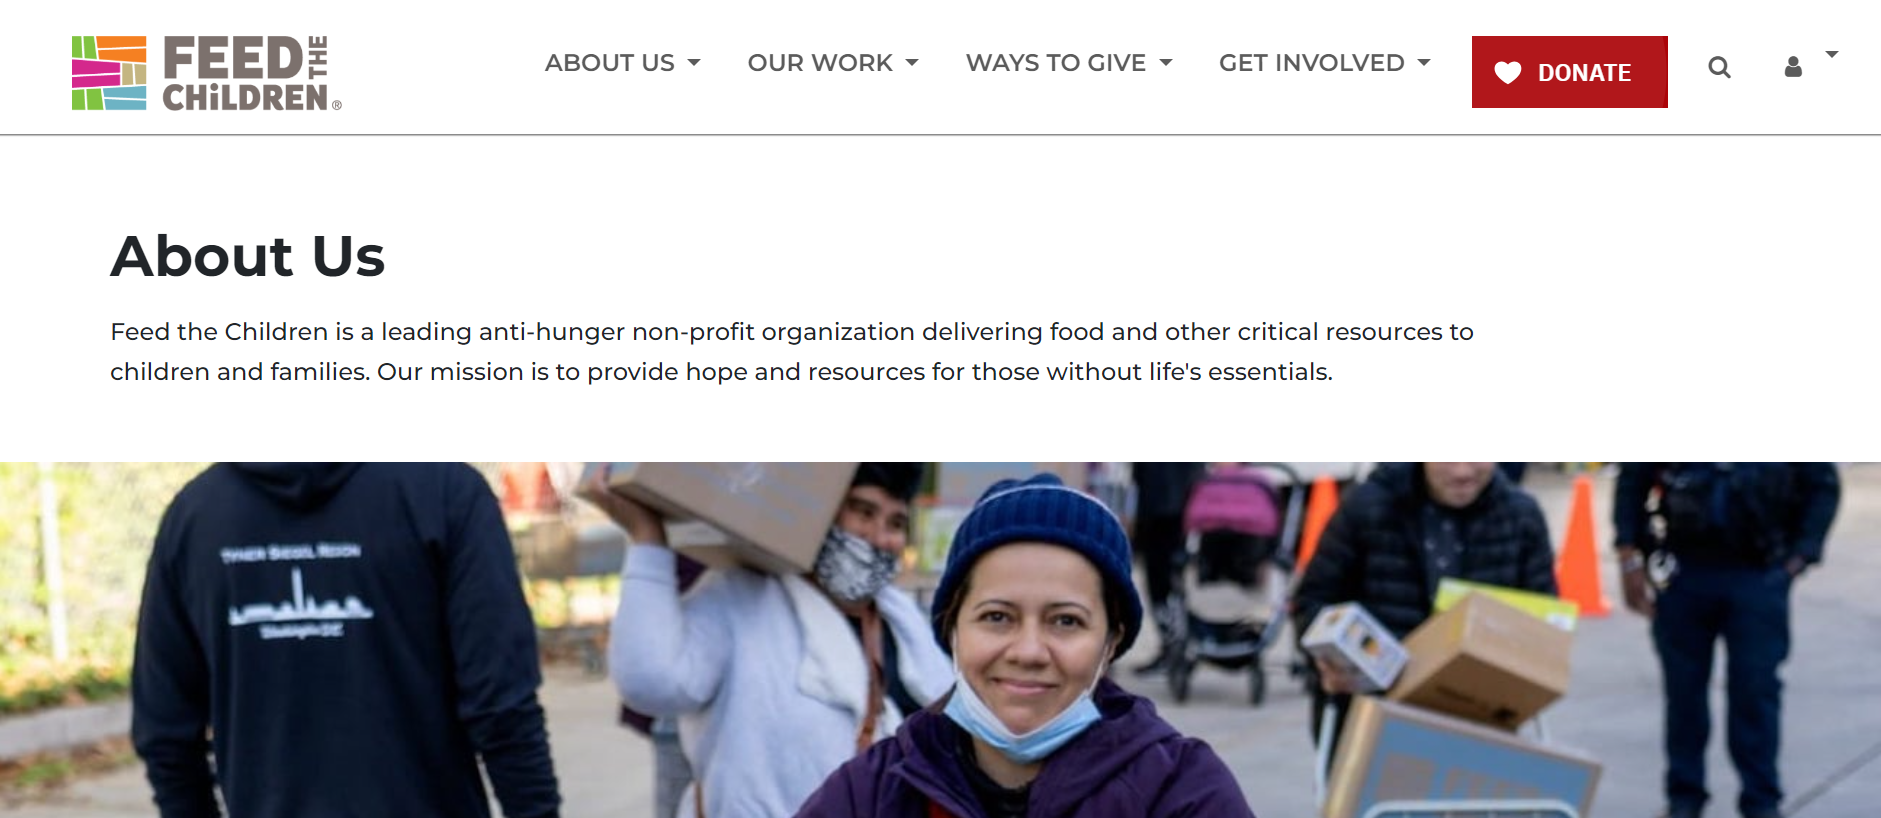 FEED THE CHiLDREN®
ABOUT US
OUR WORK
WAYS TO GIVE
GET INVOLVED
DONATE
About Us
Feed the Children is a leading anti-hunger non-profit organization delivering food and other critical resources to
children and families. Our mission is to provide hope and resources for those without life's essentials.